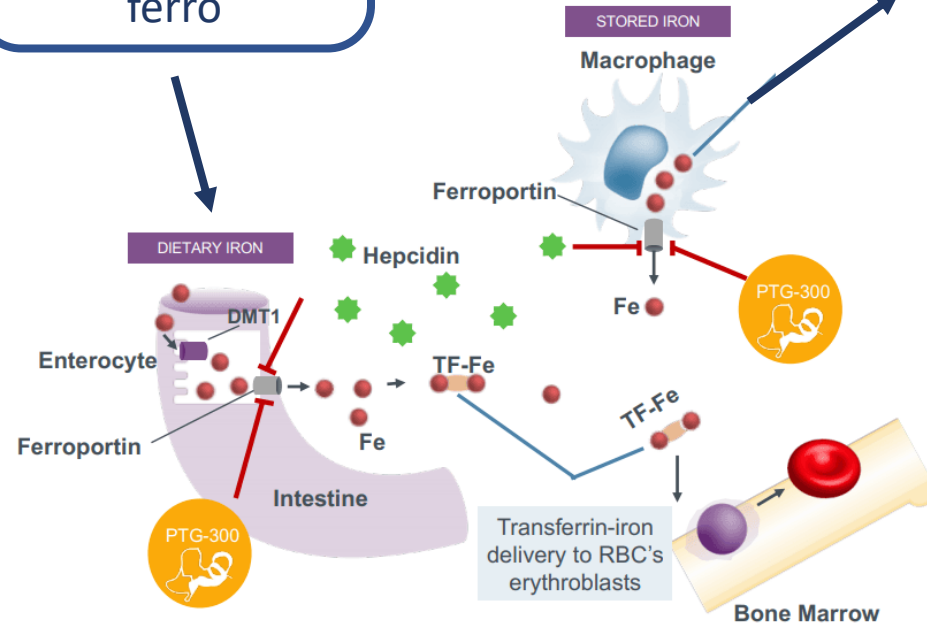 ferro
STORED IRON
Macrophage
Ferroportin
DIETARY IRON
Hepcidin
PTG-300
Fe
DMT1
Enterocyte
TF-Fe
TF-Fe
Ferroportin
Fe
Intestine
PTG-300
Transferrin-iron
delivery to RBC's
erythroblasts
Bone Marrow